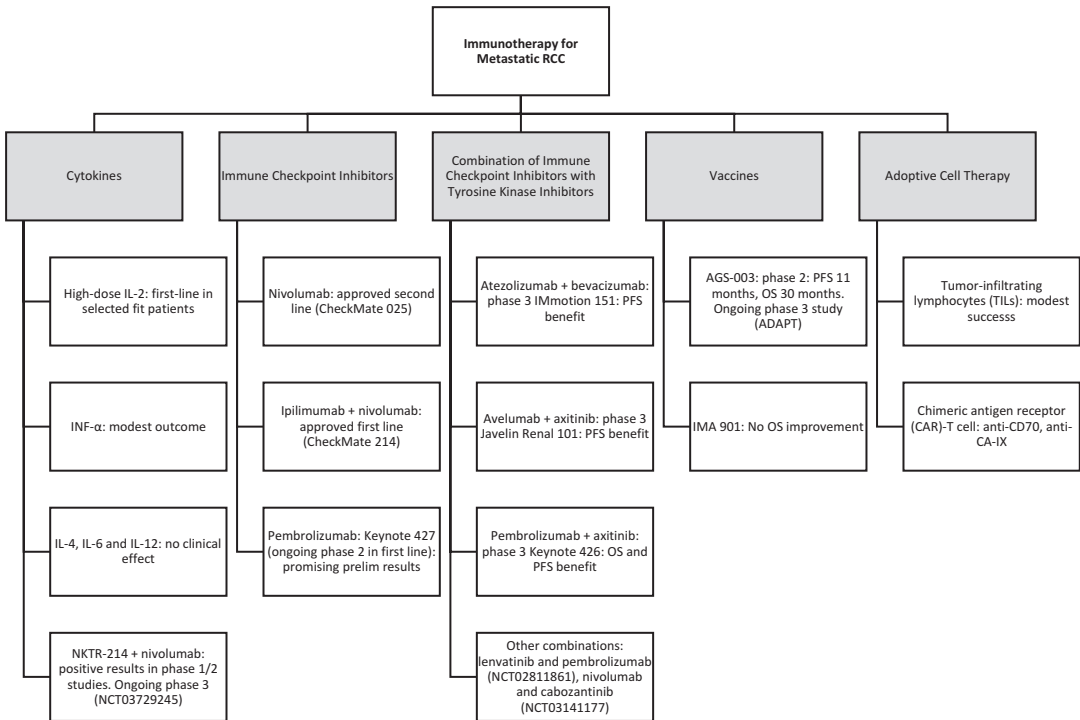 Immunotherapy for
Metastatic RCC
Cytokines
High-dose IL-2: first-line in
selected fit patients
INF-α: modest outcome
IL-4, IL-6 and IL-12: no clinical
effect
NKTR-214 + nivolumab:
positive results in phase 1/2
studies. Ongoing phase 3
(NCT03729245)
Immune Checkpoint Inhibitors
Nivolumab: approved second
line (CheckMate 025)
Ipilimumab + nivolumab:
approved first line
(CheckMate 214)
Pembrolizumab: Keynote 427
(ongoing phase 2 in first line):
promising prelim results
Combination of Immune
Checkpoint Inhibitors with
Tyrosine Kinase Inhibitors
Atezolizumab + bevacizumab:
phase 3 IMmotion 151: PFS
benefit
Avelumab + axitinib: phase 3
Javelin Renal 101: PFS benefit
Pembrolizumab + axitinib:
phase 3 Keynote 426: OS and
PFS benefit
Other combinations:
lenvatinib and pembrolizumab
(NCT02811861), nivolumab
and cabozantinib
(NCT03141177)
Vaccines
AGS-003: phase 2: PFS 11
months, OS 30 months.
Ongoing phase 3 study
(ADAPT)
IMA 901: No OS improvement
Adoptive Cell Therapy
Tumor-infiltrating
lymphocytes (TILs): modest
successs
Chimeric antigen receptor
(CAR)-T cell: anti-CD70, anti-
CA-IX